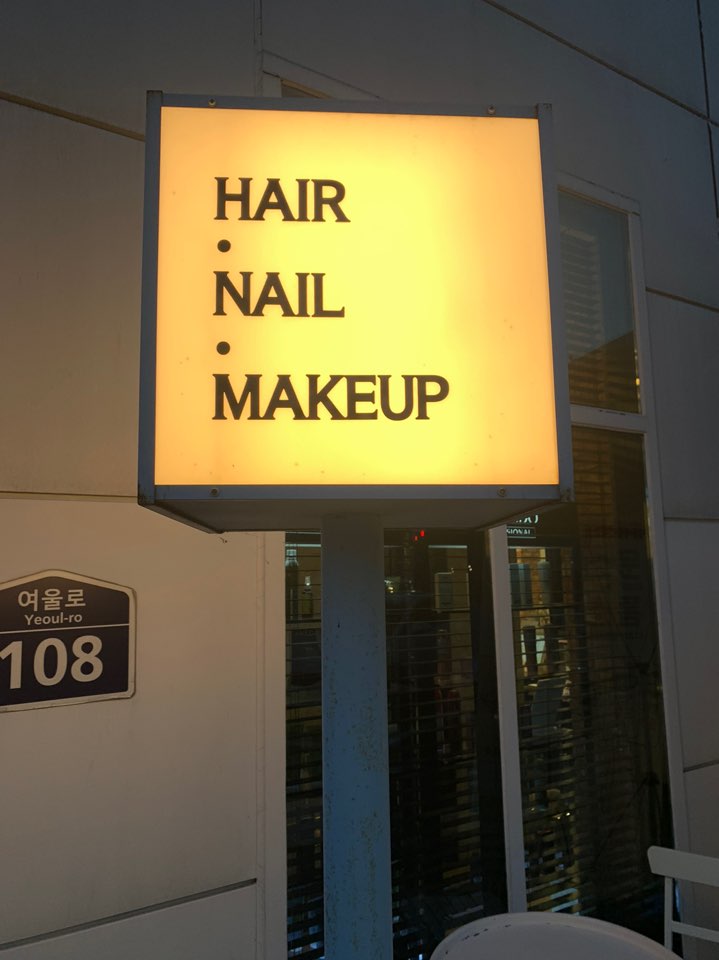 HAIR
•
NAIL
•
MAKEUP
여울로
Yeoul-ro
108